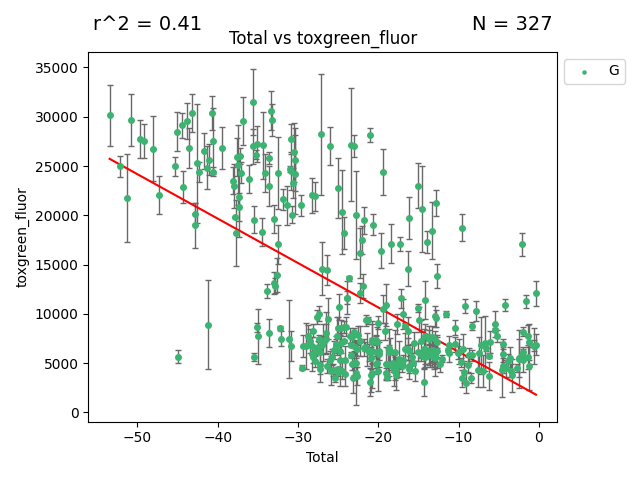 r^2 = 0.41
N = 327
Total vs toxgreen_fluor
G
35000
30000
25000
20000
15000
10000
5000
0
toxgreen_fluor
−50
−40
−30
−20
−10
0
Total